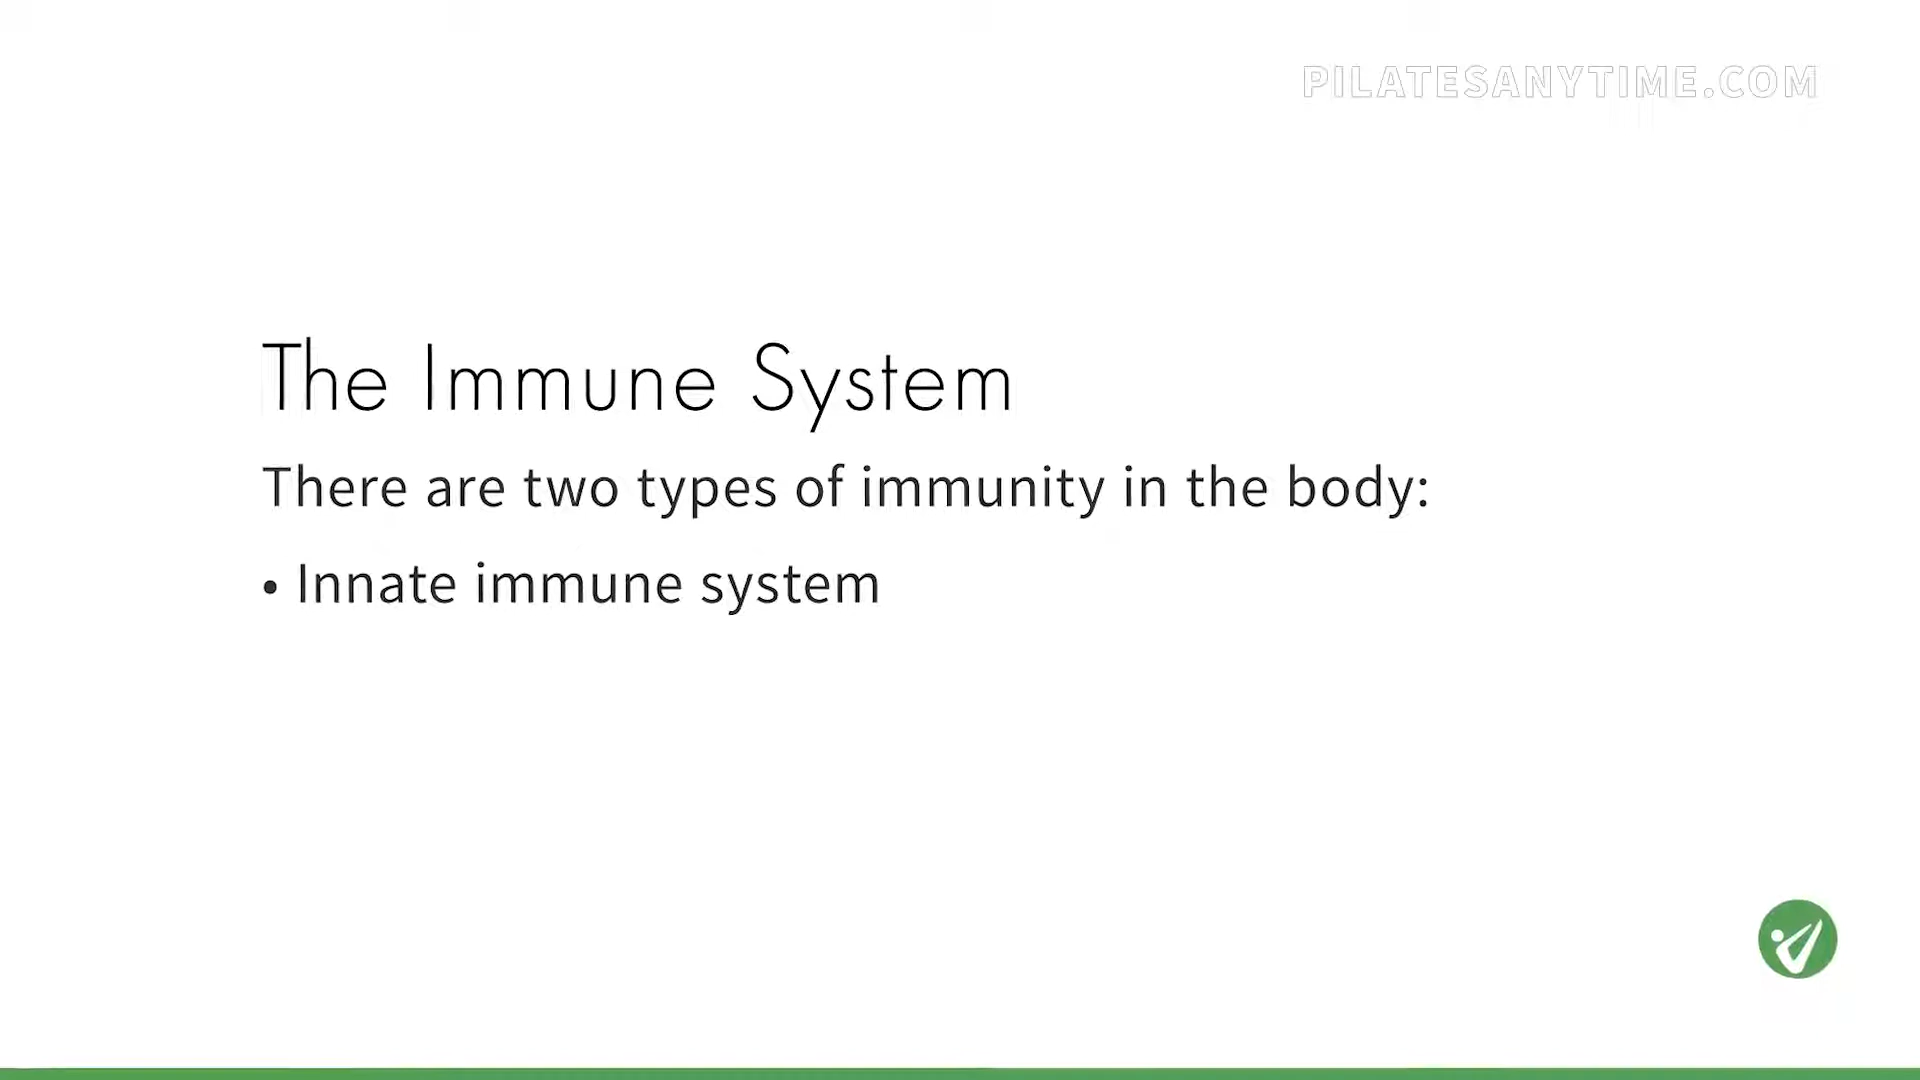 PILATESANYTIME.COM
The Immune System
There are two types of immunity in the body:
• Innate immune system